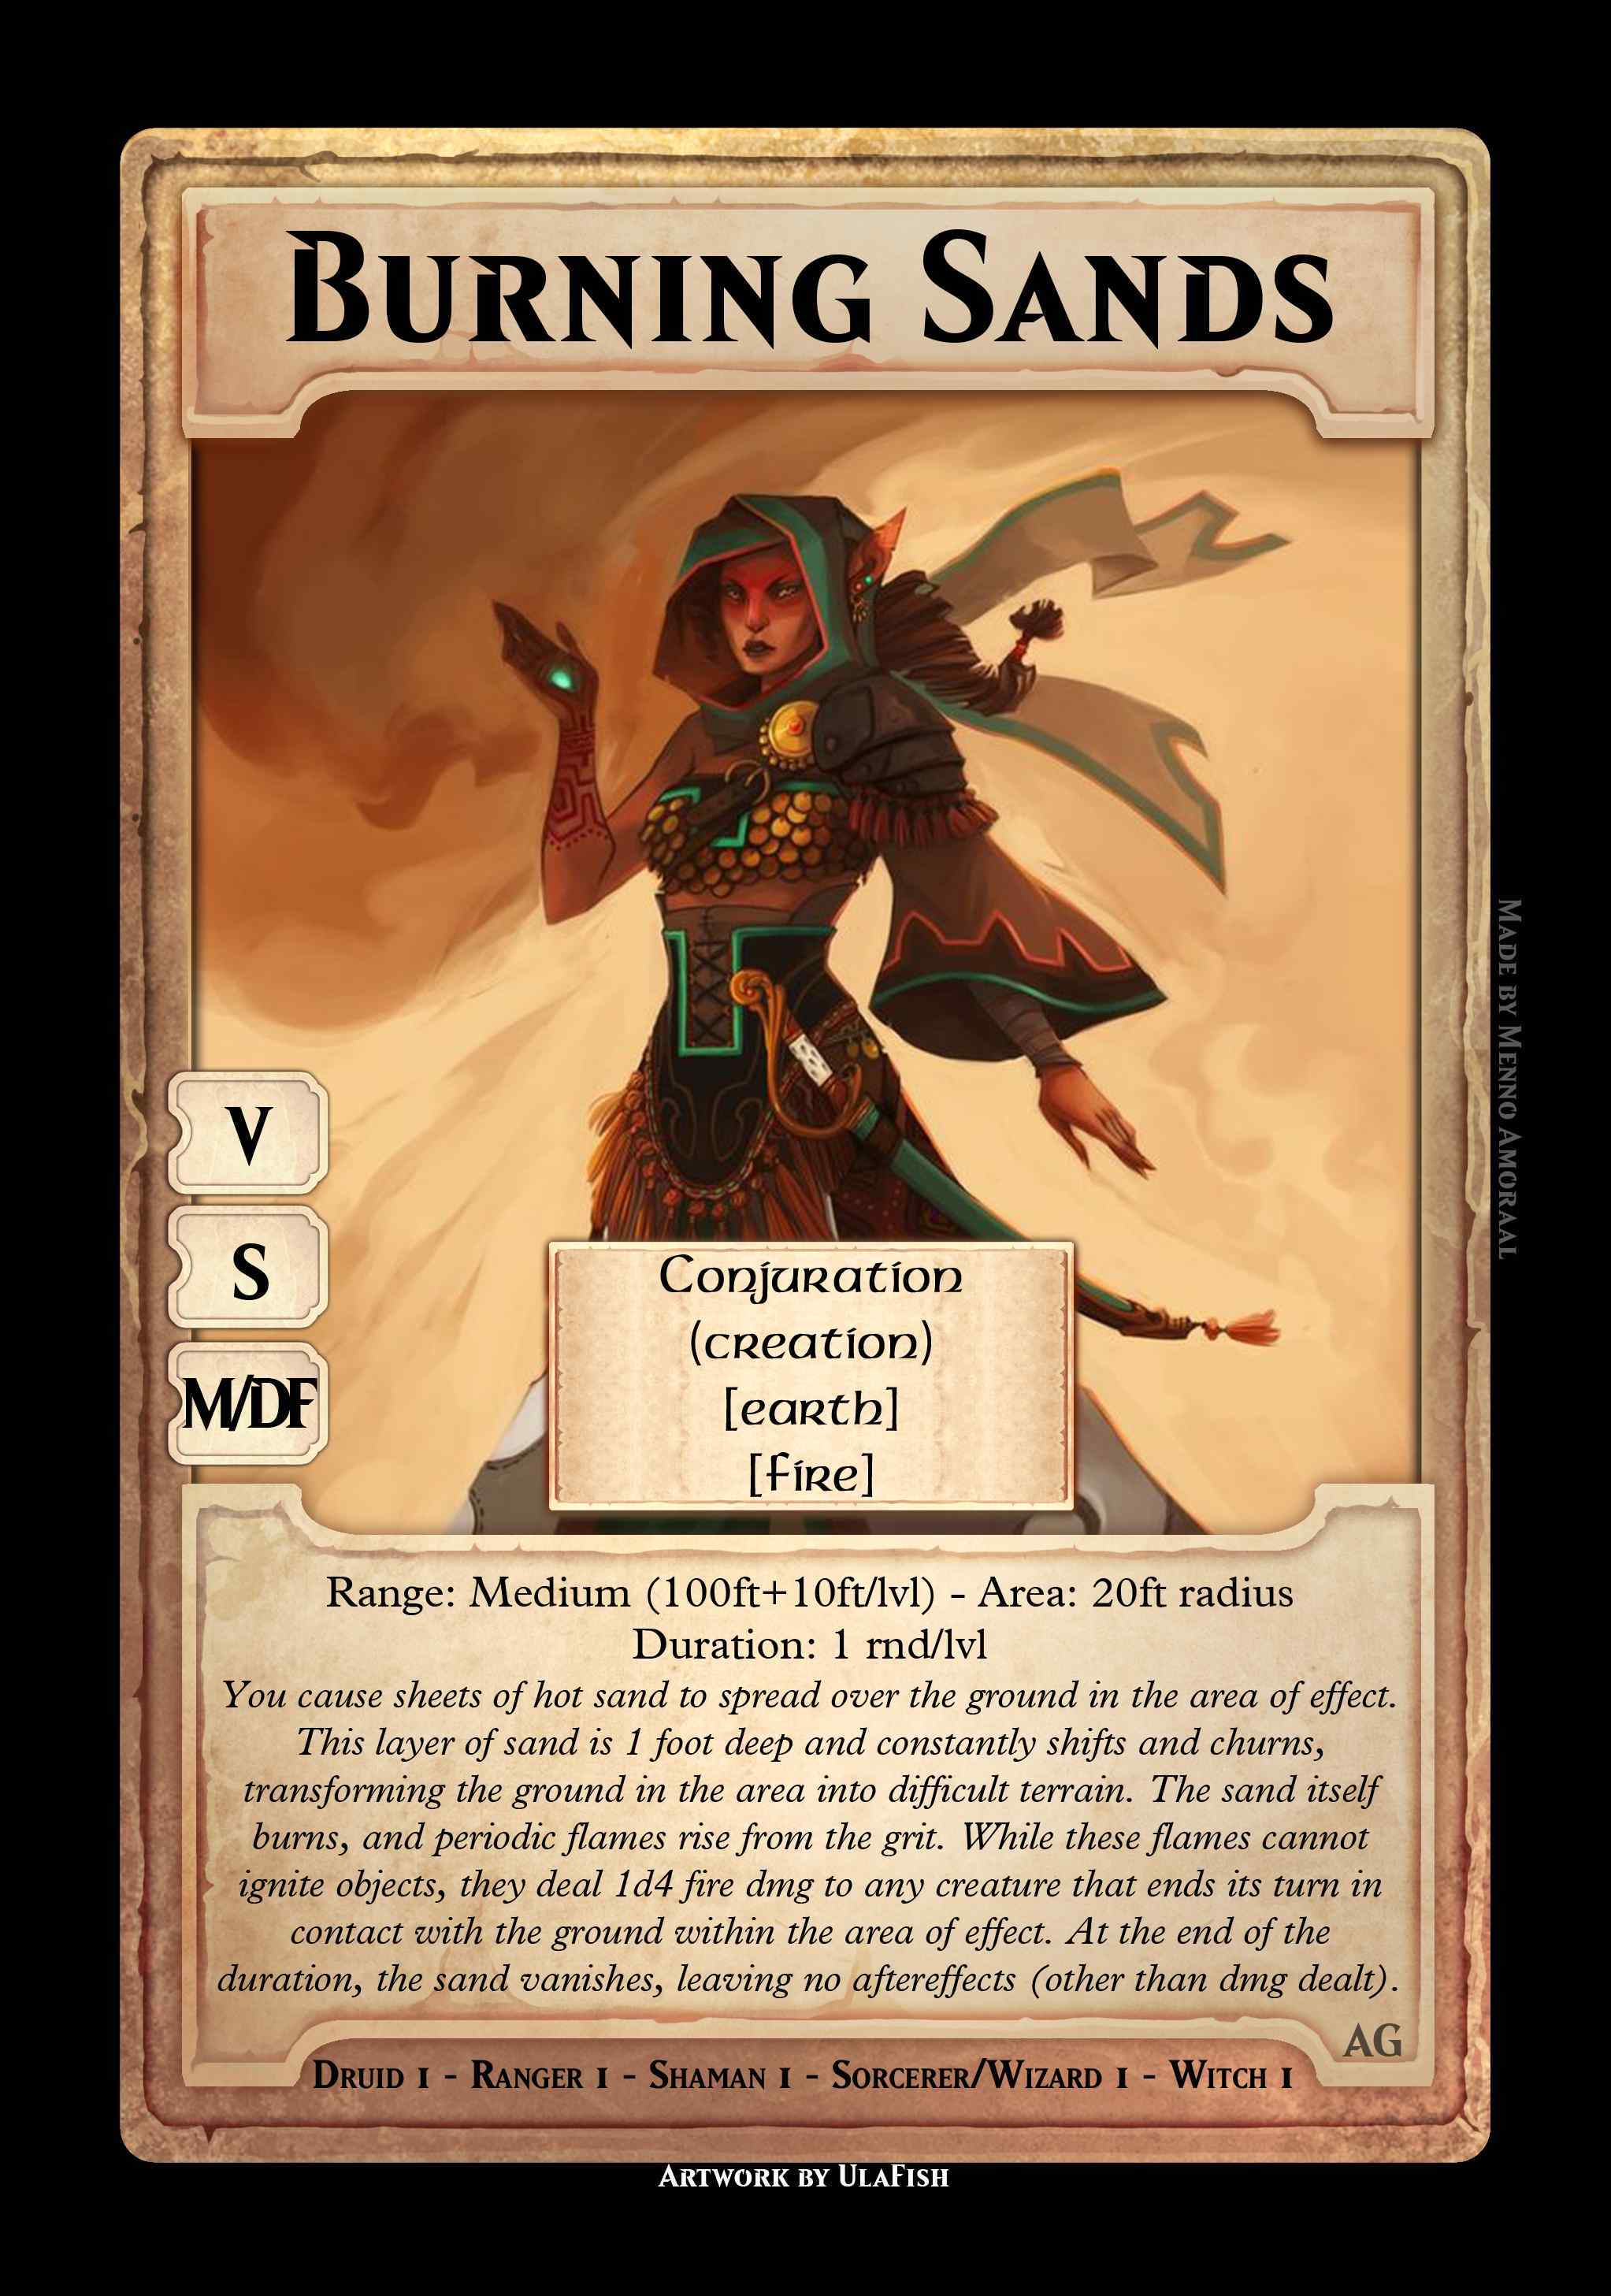 Burning Sands
V
S
M/DF
Conjuration
(creation)
[earth]
[fire]
Range: Medium (100ft+10ft/lvl) - Area: 20ft radius
Duration: 1 rnd/lvl
You cause sheets of hot sand to spread over the ground in the area of effect.
This layer of sand is 1 foot deep and constantly shifts and churns,
transforming the ground in the area into difficult terrain. The sand itself
burns, and periodic flames rise from the grit. While these flames cannot
ignite objects, they deal 1d4 fire dmg to any creature that ends its turn in
contact with the ground within the area of effect. At the end of the
duration, the sand vanishes, leaving no aftereffects (other than dmg dealt).
AG
Druid 1 - Ranger 1 - Shaman 1 - Sorcerer/Wizard 1 - Witch 1
Artwork by UlaFish
Made by Menno Amoraal